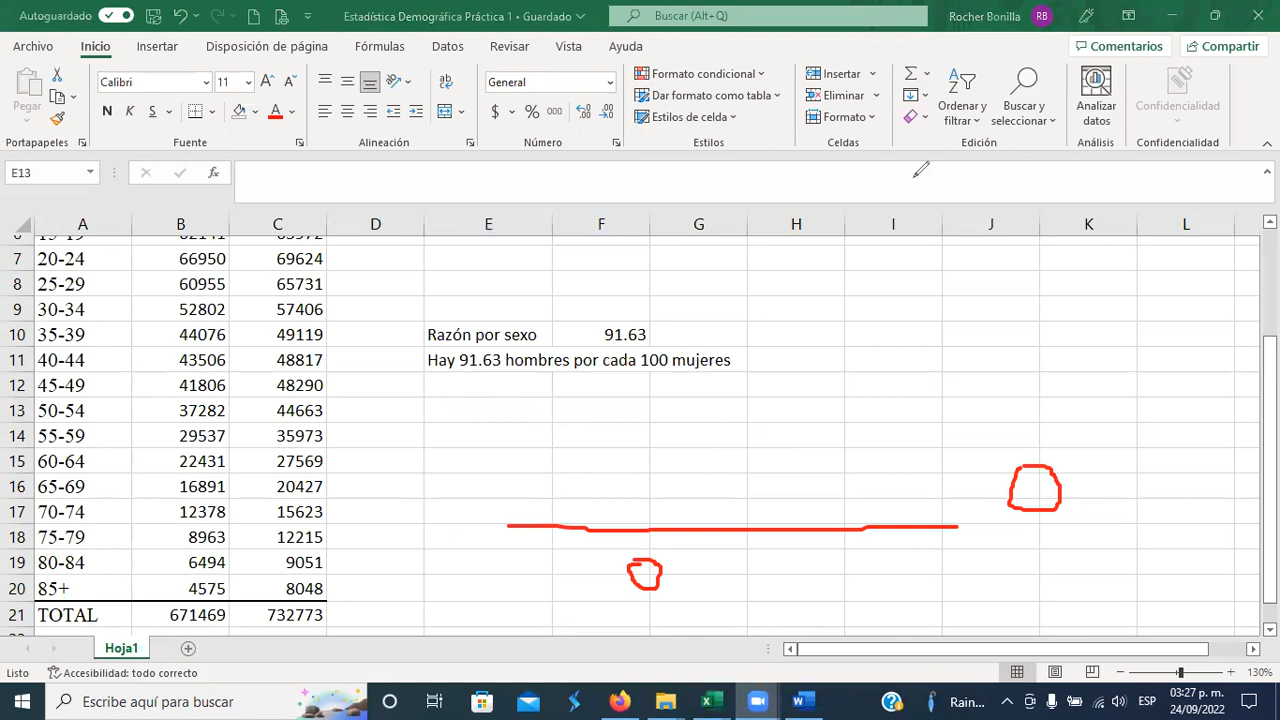 Autoguardado Estadística Demográfica Práctica 1 • Guardado Buscar (Alt+Q) Rocher Bonilla RB
Archivo Inicio Insertar Disposición de página Fórmulas Datos Revisar Vista Ayuda Comentarios Compartir
Pegar Calibri 11 General Formato condicional Insertar
N K S A ab Dar formato como tabla Eliminar Ordenar y filtrar Buscar y seleccionar Analizar datos Confidencialidad
$ % 000 Estilos de celda Formato
Portapapeles Fuente Alineación Número Estilos Celdas Edición Análisis Confidencialidad
E13 fx
A B C D E F G H I J K L
7 20-24 66950 69624
8 25-29 60955 65731
9 30-34 52802 57406
10 35-39 44076 49119 Razón por sexo 91.63
11 40-44 43506 48817 Hay 91.63 hombres por cada 100 mujeres
12 45-49 41806 48290
13 50-54 37282 44663
14 55-59 29537 35973
15 60-64 22431 27569
16 65-69 16891 20427
17 70-74 12378 15623
18 75-79 8963 12215
19 80-84 6494 9051
20 85+ 4575 8048
21 TOTAL 671469 732773
Hoja1
Listo Accesibilidad: todo correcto 130%
Escribe aquí para buscar Rain... ESP 03:27 p. m.
24/09/2022